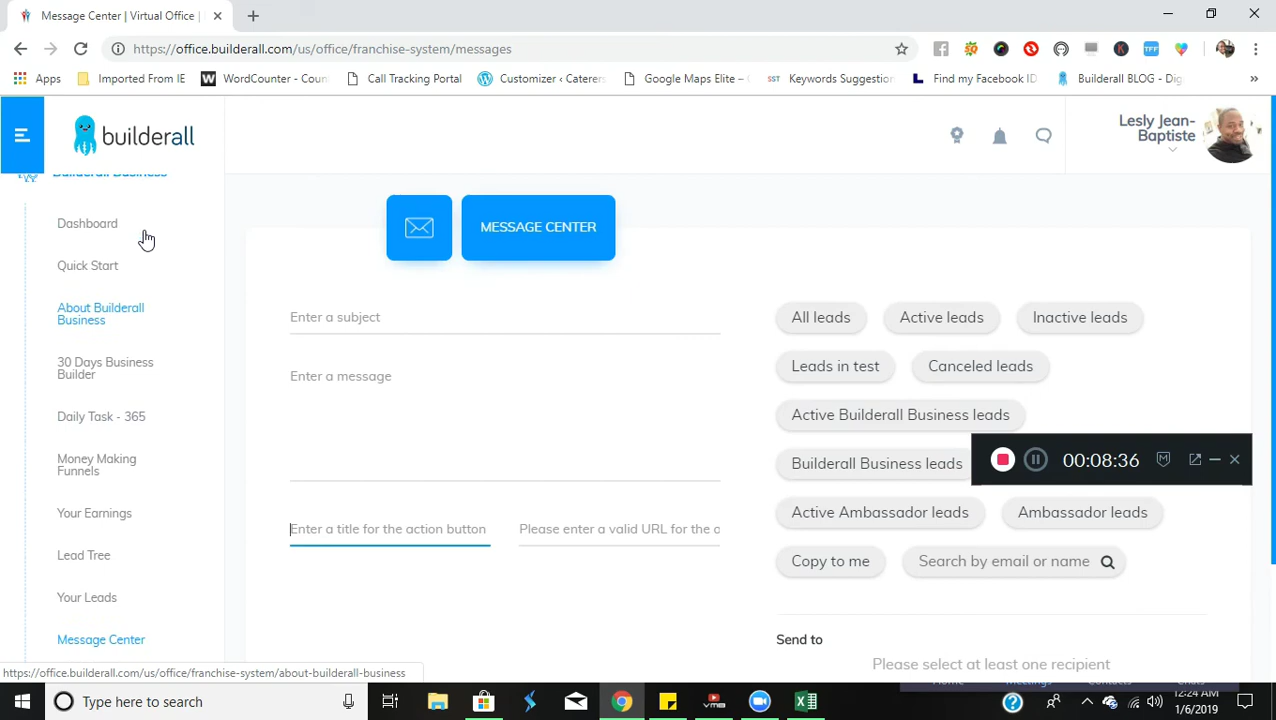 Message Center | Virtual Office |
https://office.builderall.com/us/office/franchise-system/messages
Apps
Imported From IE
WordCounter - Coun
Call Tracking Portal
Customizer ‹ Caterers
Google Maps Elite –
Keywords Suggestio
Find my Facebook ID
Builderall BLOG - Dig
»
builderall
Lesly Jean-
Baptiste
Builderall Business
Dashboard
Quick Start
About Builderall
Business
30 Days Business
Builder
Daily Task - 365
Money Making
Funnels
Your Earnings
Lead Tree
Your Leads
Message Center
MESSAGE CENTER
Enter a subject
Enter a message
Enter a title for the action button
Please enter a valid URL for the a
All leads
Active leads
Inactive leads
Leads in test
Canceled leads
Active Builderall Business leads
Builderall Business leads
00:08:36
Active Ambassador leads
Ambassador leads
Copy to me
Search by email or name
Send to
Please select at least one recipient
https://office.builderall.com/us/office/franchise-system/about-builderall-business
Home
Meetings
Contacts
Chats
Type here to search
12:24 AM
1/6/2019